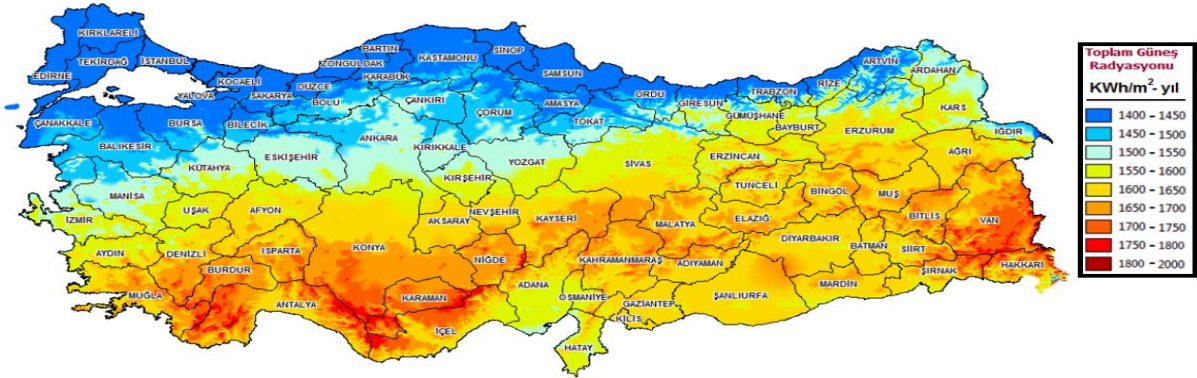 KIRKLARELİ
EDİRNE
TEKİRDAĞ
İSTANBUL
KOCAELİ
YALOVA
SAKARYA
DÜZCE
ZONGULDAK
BARTIN
KARABÜK
KASTAMONU
SİNOP
SAMSUN
BOLU
ÇANKIRI
ÇORUM
AMASYA
TOKAT
ORDU
GİRESUN
TRABZON
RİZE
ARTVİN
ARDAHAN
KARS
IĞDIR
GÜMÜŞHANE
BAYBURT
ERZURUM
AĞRI
ÇANAKKALE
BURSA
BİLECİK
BALIKESİR
KÜTAHYA
ESKİŞEHİR
ANKARA
KIRIKKALE
YOZGAT
KIRŞEHİR
SİVAS
ERZİNCAN
TUNCELİ
BİNGÖL
MUŞ
BİTLİS
VAN
MANİSA
İZMİR
UŞAK
AFYON
AKSARAY
NEVŞEHİR
KAYSERİ
MALATYA
ELAZIĞ
DİYARBAKIR
BATMAN
SİİRT
ŞIRNAK
HAKKARİ
AYDIN
DENİZLİ
ISPARTA
BURDUR
KONYA
NİĞDE
KAHRAMANMARAŞ
ADIYAMAN
MARDİN
MUĞLA
ANTALYA
KARAMAN
İÇEL
ADANA
OSMANİYE
GAZİANTEP
KİLİS
ŞANLIURFA
HATAY
Toplam Güneş
Radyasyonu
KWh/m²- yıl
1400 - 1450
1450 - 1500
1500 - 1550
1550 - 1600
1600 - 1650
1650 - 1700
1700 - 1750
1750 - 1800
1800 - 2000